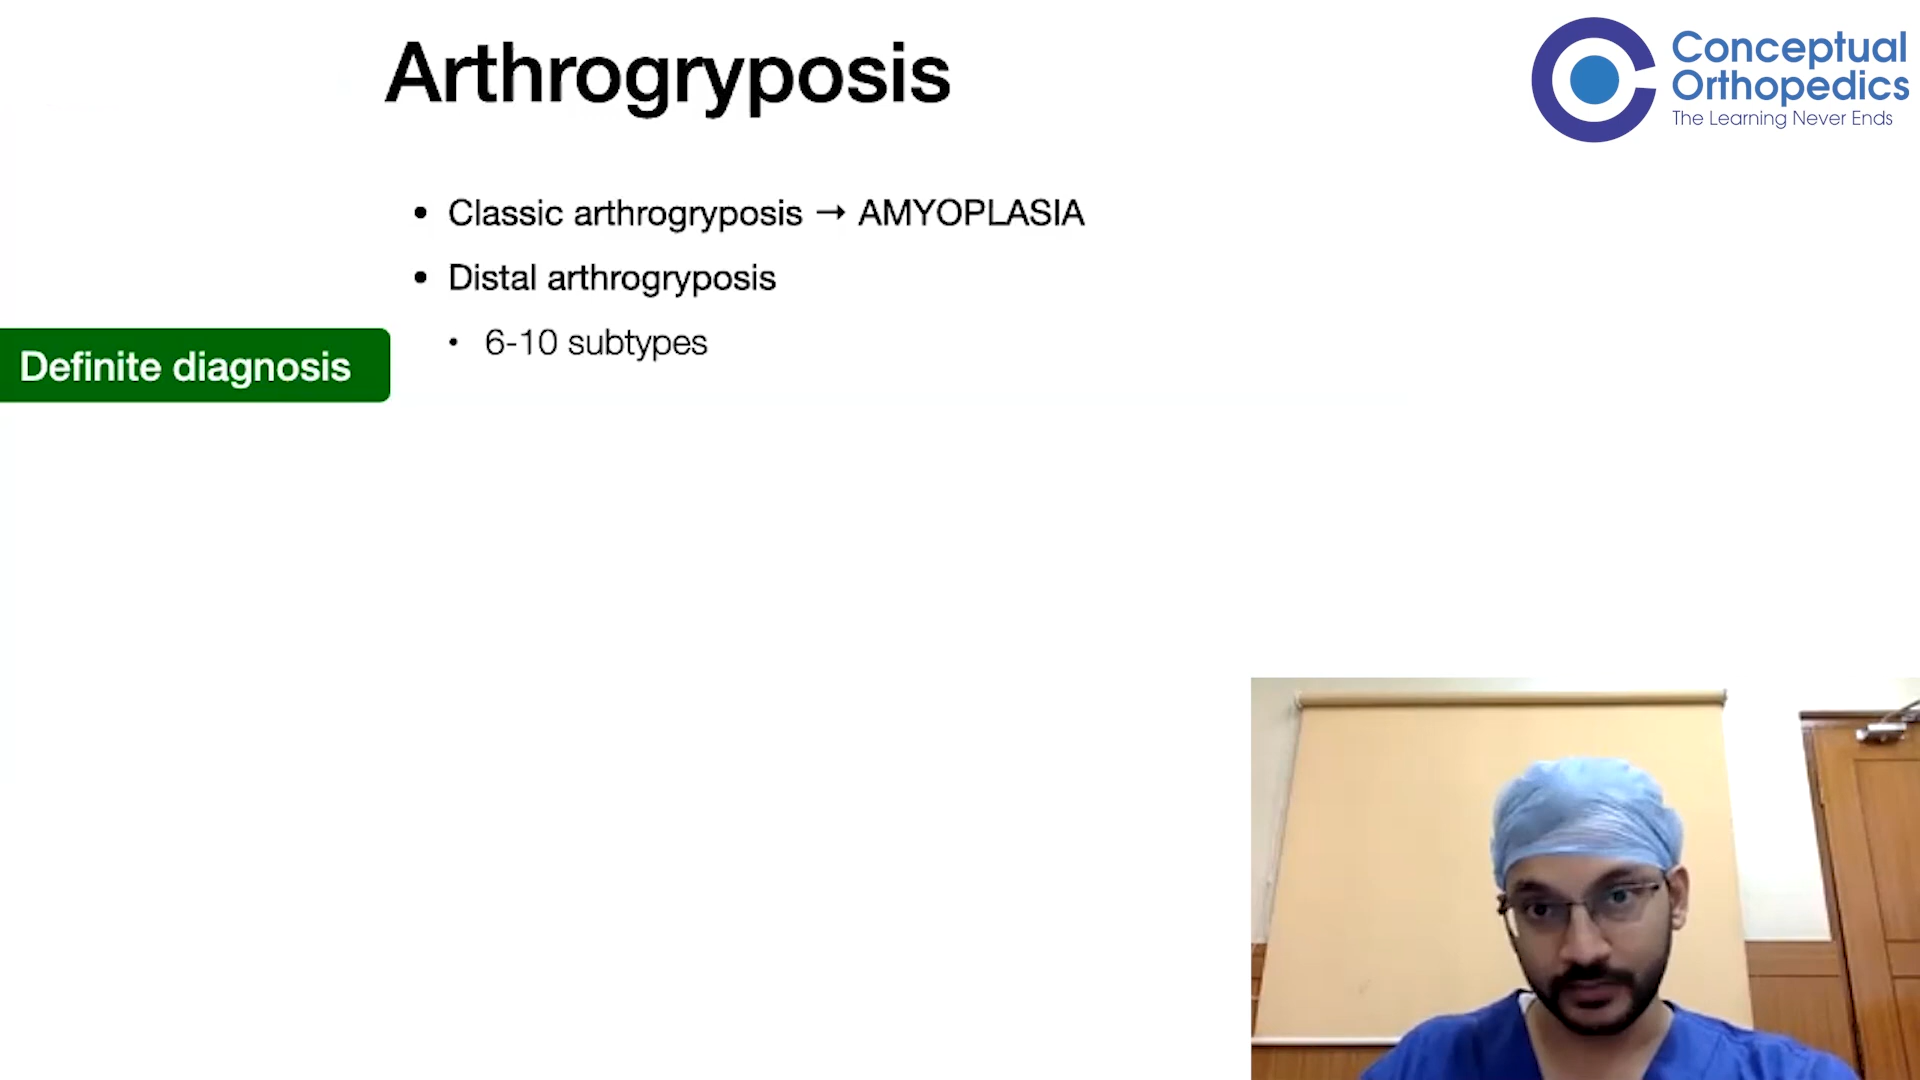 Arthrogryposis
Conceptual
Orthopedics
The Learning Never Ends
• Classic arthrogryposis → AMYOPLASIA
• Distal arthrogryposis
• 6-10 subtypes
Definite diagnosis